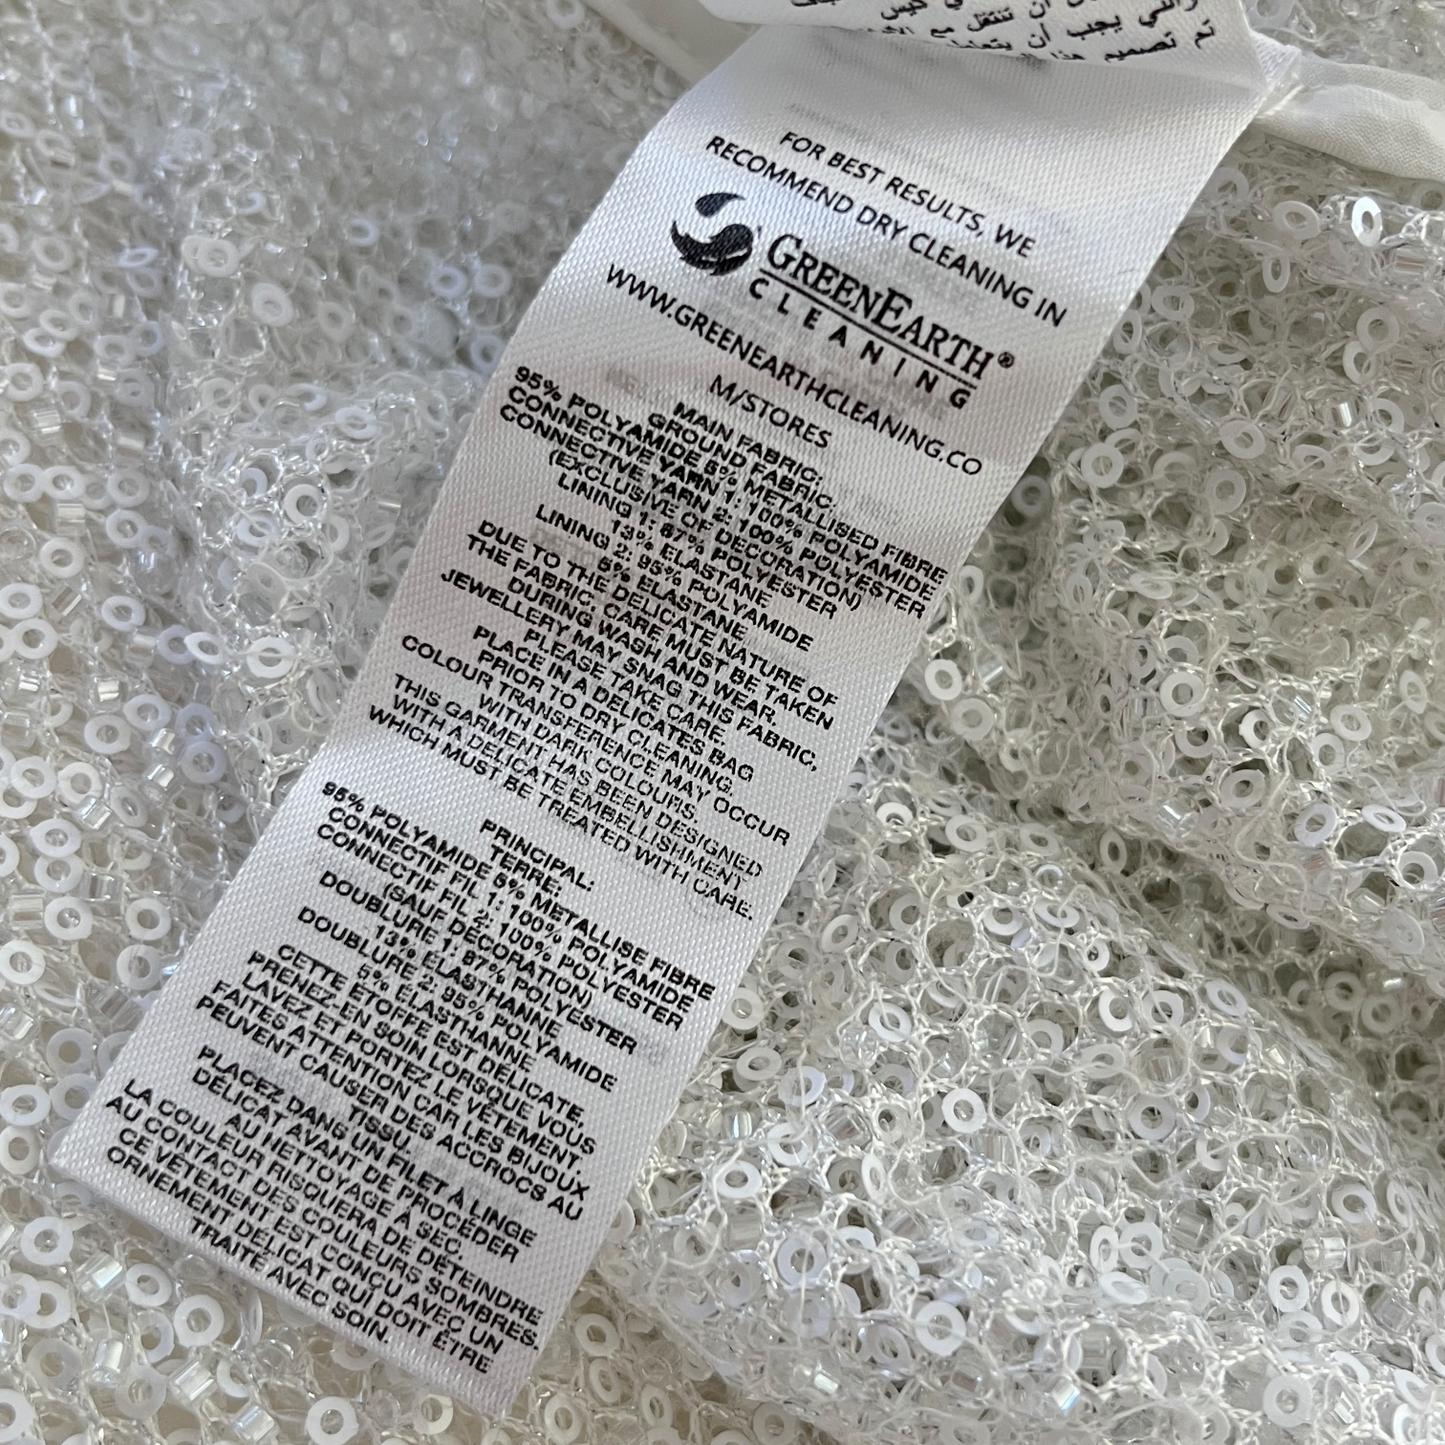 تم تصميم هذا
FOR BEST RESULTS, WE
RECOMMEND DRY CLEANING IN
GREENEARTH®
CLEANING
WWW.GREENEARTHCLEANING.CO
M/STORES
MAIN FABRIC:
GROUND FABRIC:
95% POLYAMIDE 5% METALLISED FIBRE
CONNECTIVE YARN 1: 100% POLYAMIDE
CONNECTIVE YARN 2: 100% POLYESTER
(EXCLUSIVE OF DECORATION)
LINING 1: 87% POLYESTER
13% ELASTANE
LINING 2: 95% POLYAMIDE
5% ELASTANE
DUE TO THE DELICATE NATURE OF
THE FABRIC, CARE MUST BE TAKEN
DURING WASH AND WEAR.
JEWELLERY MAY SNAG THIS FABRIC,
PLEASE TAKE CARE.
PLACE IN A DELICATES BAG
PRIOR TO DRY CLEANING.
COLOUR TRANSFERENCE MAY OCCUR
WITH DARK COLOURS.
THIS GARMENT HAS BEEN DESIGNED
WITH A DELICATE EMBELLISHMENT
WHICH MUST BE TREATED WITH CARE.
PRINCIPAL:
TERRE:
95% POLYAMIDE 5% METALLISE FIBRE
CONNECTIF FIL 1: 100% POLYAMIDE
CONNECTIF FIL 2: 100% POLYESTER
(SAUF DÉCORATION)
DOUBLURE 1: 87% POLYESTER
13% ÉLASTHANNE
DOUBLURE 2: 95% POLYAMIDE
5% ÉLASTHANNE
CETTE ÉTOFFE EST DÉLICATE,
PRENEZ-EN SOIN LORSQUE VOUS
LAVEZ ET PORTEZ LE VÊTEMENT.
FAITES ATTENTION CAR LES BIJOUX
PEUVENT CAUSER DES ACCROCS AU
TISSU.
PLACEZ DANS UN FILET À LINGE
DÉLICAT AVANT DE PROCÉDER
AU NETTOYAGE À SEC.
LA COULEUR RISQUERA DE DÉTEINDRE
AU CONTACT DES COULEURS SOMBRES.
CE VÊTEMENT EST CONÇU AVEC UN
ORNEMENT DÉLICAT QUI DOIT ÊTRE
TRAITÉ AVEC SOIN.